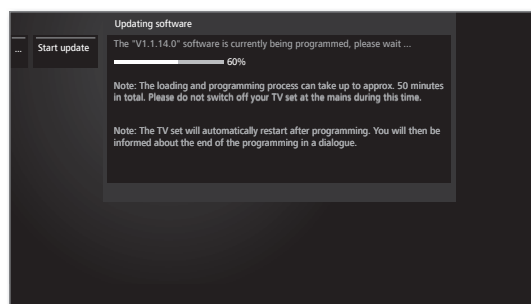 Updating software
...
Start update
The "V1.1.14.0" software is currently being programmed, please wait ...
60%
Note: The loading and programming process can take up to approx. 50 minutes
in total. Please do not switch off your TV set at the mains during this time.
Note: The TV set will automatically restart after programming. You will then be
informed about the end of the programming in a dialogue.